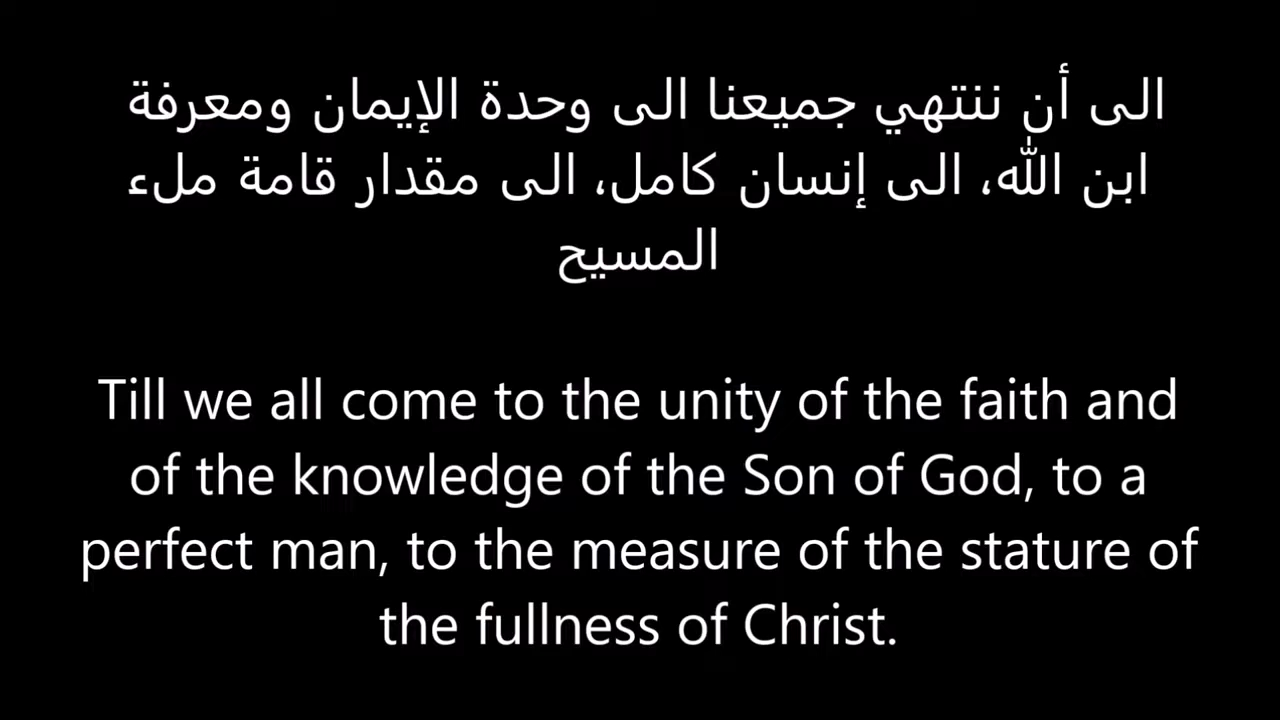 الى أن ننتهي جميعنا الى وحدة الإيمان ومعرفة
ابن الله، الى إنسان كامل، الى مقدار قامة ملء
المسيح
Till we all come to the unity of the faith and
of the knowledge of the Son of God, to a
perfect man, to the measure of the stature of
the fullness of Christ.